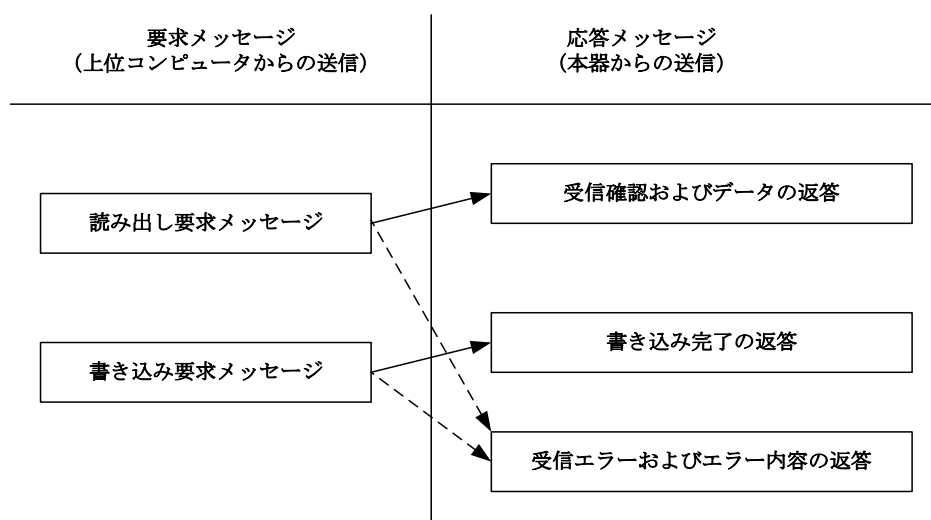 要求メッセージ
（上位コンピュータからの送信）
応答メッセージ
（本器からの送信）
読み出し要求メッセージ
書き込み要求メッセージ
受信確認およびデータの返答
書き込み完了の返答
受信エラーおよびエラー内容の返答